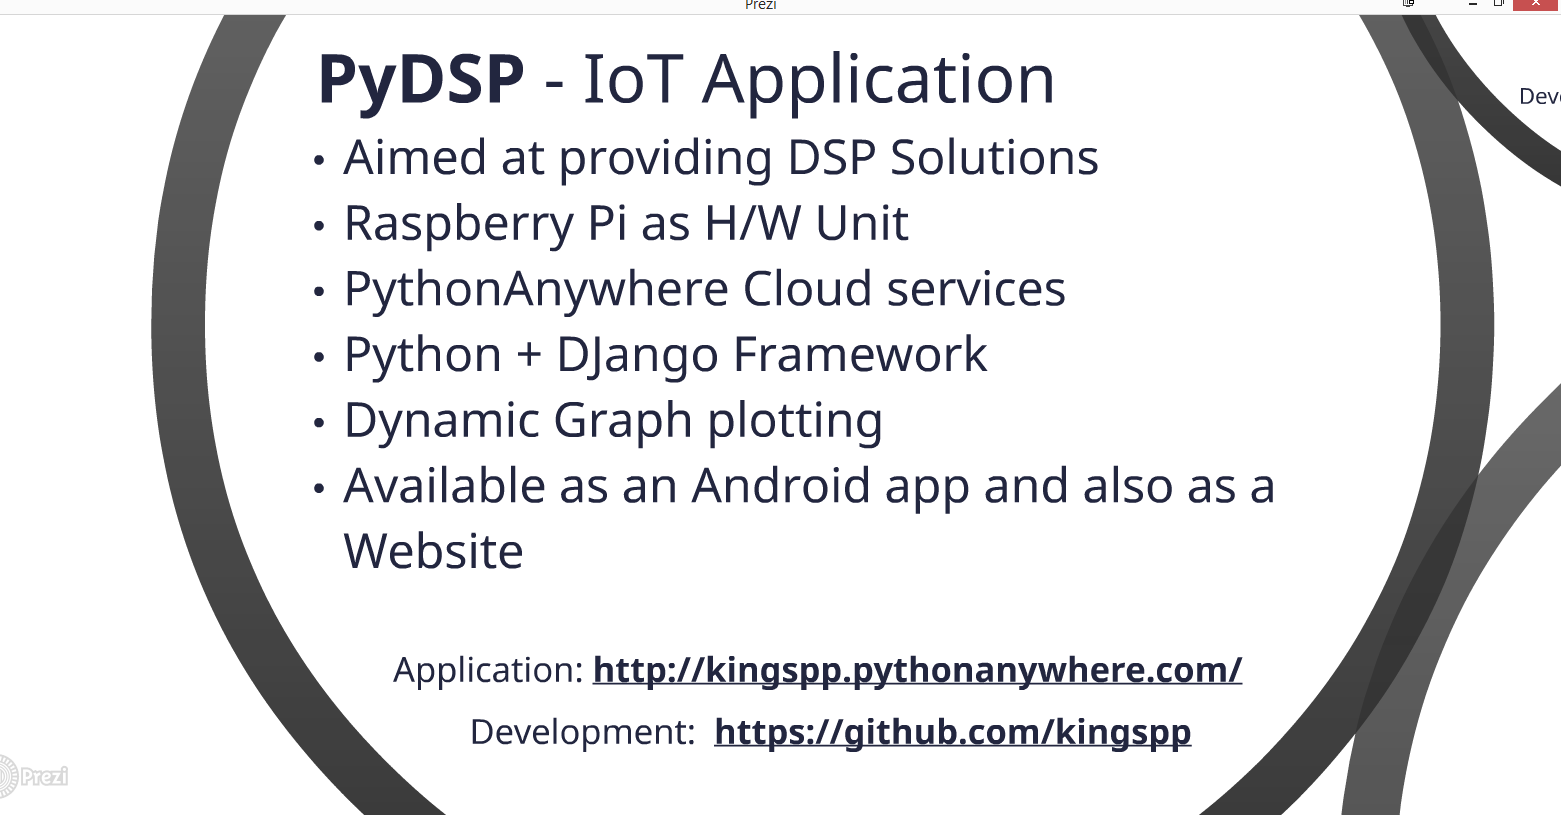 Prezi
PyDSP - IoT Application
• Aimed at providing DSP Solutions
• Raspberry Pi as H/W Unit
• PythonAnywhere Cloud services
• Python + DJango Framework
• Dynamic Graph plotting
• Available as an Android app and also as a
Website
Application: http://kingspp.pythonanywhere.com/
Development: https://github.com/kingspp
Prezi